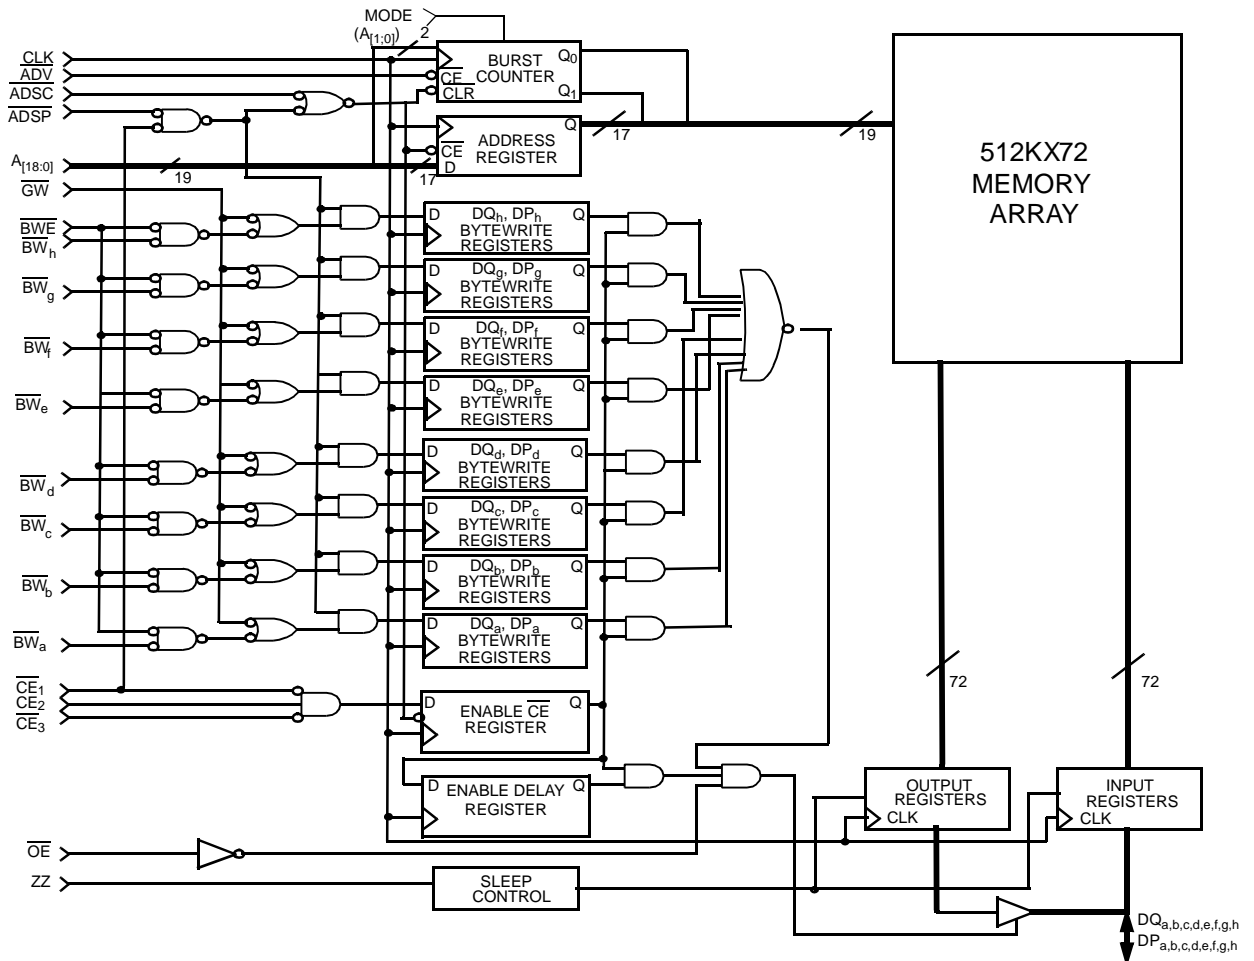 MODE
(A[1;0])
2
CLK
ADV
ADSC
ADSP
A[18:0]
19
GW
BWE
BWh
BWg
BWf
BWe
BWd
BWc
BWb
BWa
CE1
CE2
CE3
OE
ZZ
BURST
COUNTER
CE
CLR
Q0
Q1
ADDRESS
REGISTER
CE
D
Q
17
17
19
512KX72
MEMORY
ARRAY
D DQh, DPh Q
BYTEWRITE
REGISTERS
D DQg, DPg Q
BYTEWRITE
REGISTERS
D DQf, DPf Q
BYTEWRITE
REGISTERS
D DQe, DPe Q
BYTEWRITE
REGISTERS
D DQd, DPd Q
BYTEWRITE
REGISTERS
D DQc, DPc Q
BYTEWRITE
REGISTERS
D DQb, DPb Q
BYTEWRITE
REGISTERS
D DQa, DPa Q
BYTEWRITE
REGISTERS
D ENABLE CE Q
REGISTER
D ENABLE DELAY Q
REGISTER
SLEEP
CONTROL
72
72
OUTPUT
REGISTERS
CLK
INPUT
REGISTERS
CLK
DQa,b,c,d,e,f,g,h
DPa,b,c,d,e,f,g,h